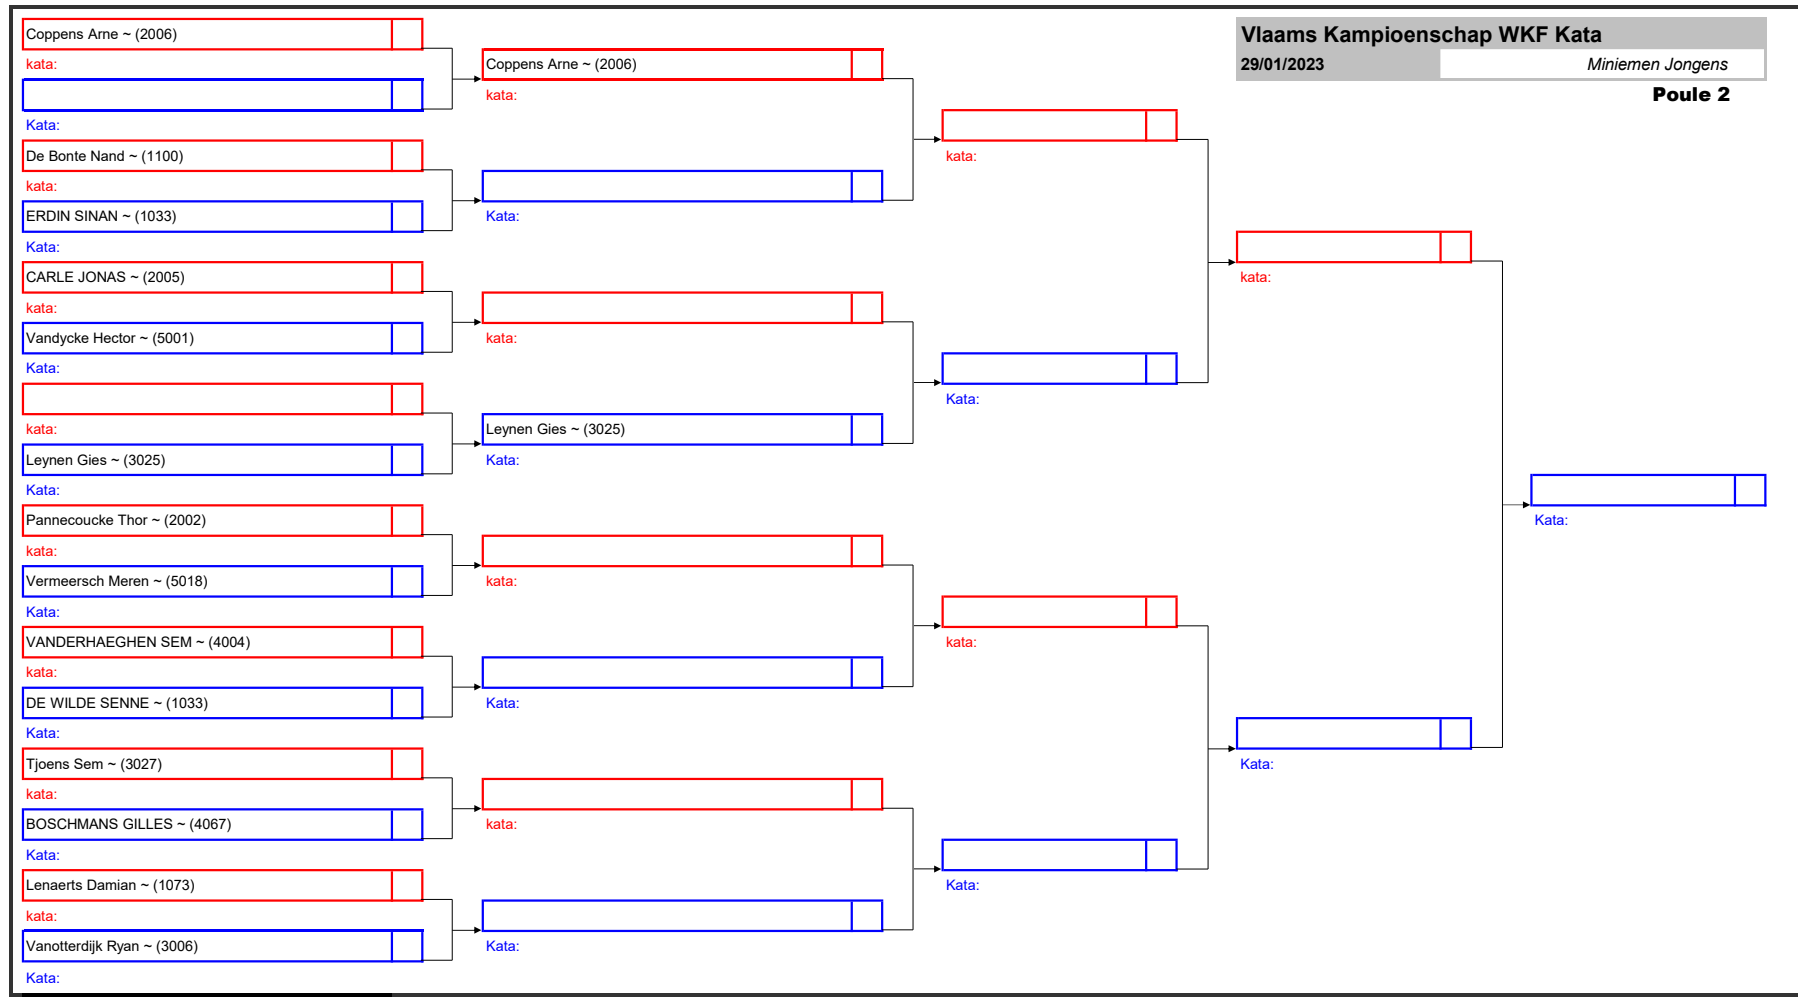 Vlaams Kampioenschap WKF Kata
29/01/2023
Miniemen Jongens
Poule 2
Coppens Arne ~ (2006)
kata:
Kata:
De Bonte Nand ~ (1100)
kata:
ERDIN SINAN ~ (1033)
Kata:
CARLE JONAS ~ (2005)
kata:
Vandycke Hector ~ (5001)
Kata:
kata:
Leynen Gies ~ (3025)
Kata:
Pannecoucke Thor ~ (2002)
kata:
Vermeersch Meren ~ (5018)
Kata:
VANDERHAEGHEN SEM ~ (4004)
kata:
DE WILDE SENNE ~ (1033)
Kata:
Tjoens Sem ~ (3027)
kata:
BOSCHMANS GILLES ~ (4067)
Kata:
Lenaerts Damian ~ (1073)
kata:
Vanotterdijk Ryan ~ (3006)
Kata:
Coppens Arne ~ (2006)
kata:
Kata:
kata:
Leynen Gies ~ (3025)
Kata:
kata:
Kata:
kata:
Kata:
kata:
Kata:
kata:
Kata:
kata:
Kata:
Kata: